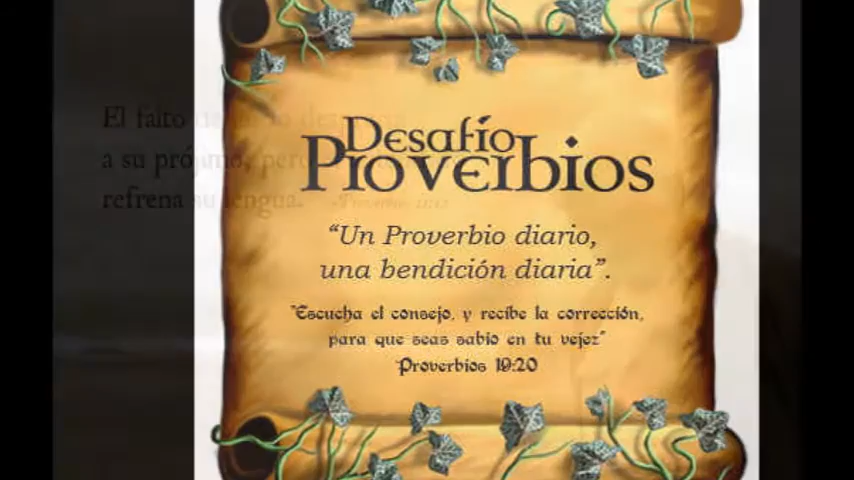 Desafío
Proverbios
“Un Proverbio diario,
una bendición diaria”.
"Escucha el consejo, y recibe la corrección,
para que seas sabio en tu vejez"
Proverbios 19:20
El falto
a su prójimo, pero
refrena su lengua.